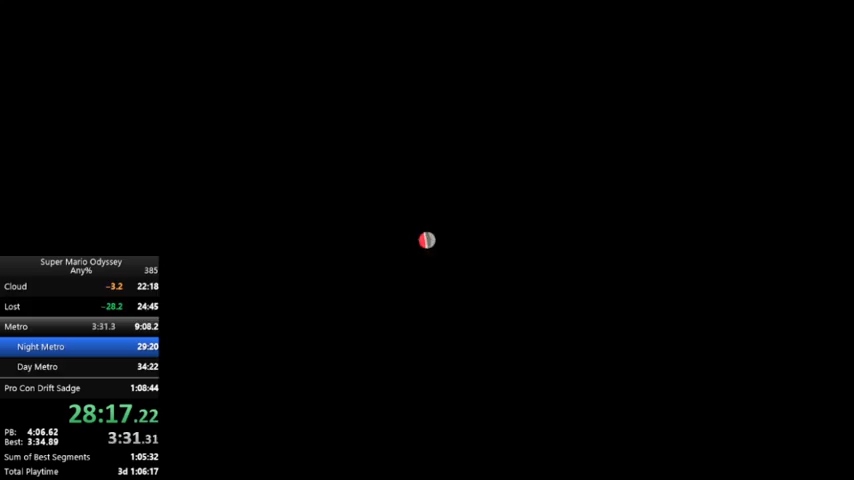 Super Mario Odyssey
Any% 385
Cloud −3.2 22:18
Lost −28.2 24:45
Metro 3:31.3 9:08.2
Night Metro 29:20
Day Metro 34:22
Pro Con Drift Sadge 1:08:44
28:17.22
PB: 4:06.62
Best: 3:34.89 3:31.31
Sum of Best Segments 1:05:32
Total Playtime 3d 1:06:17